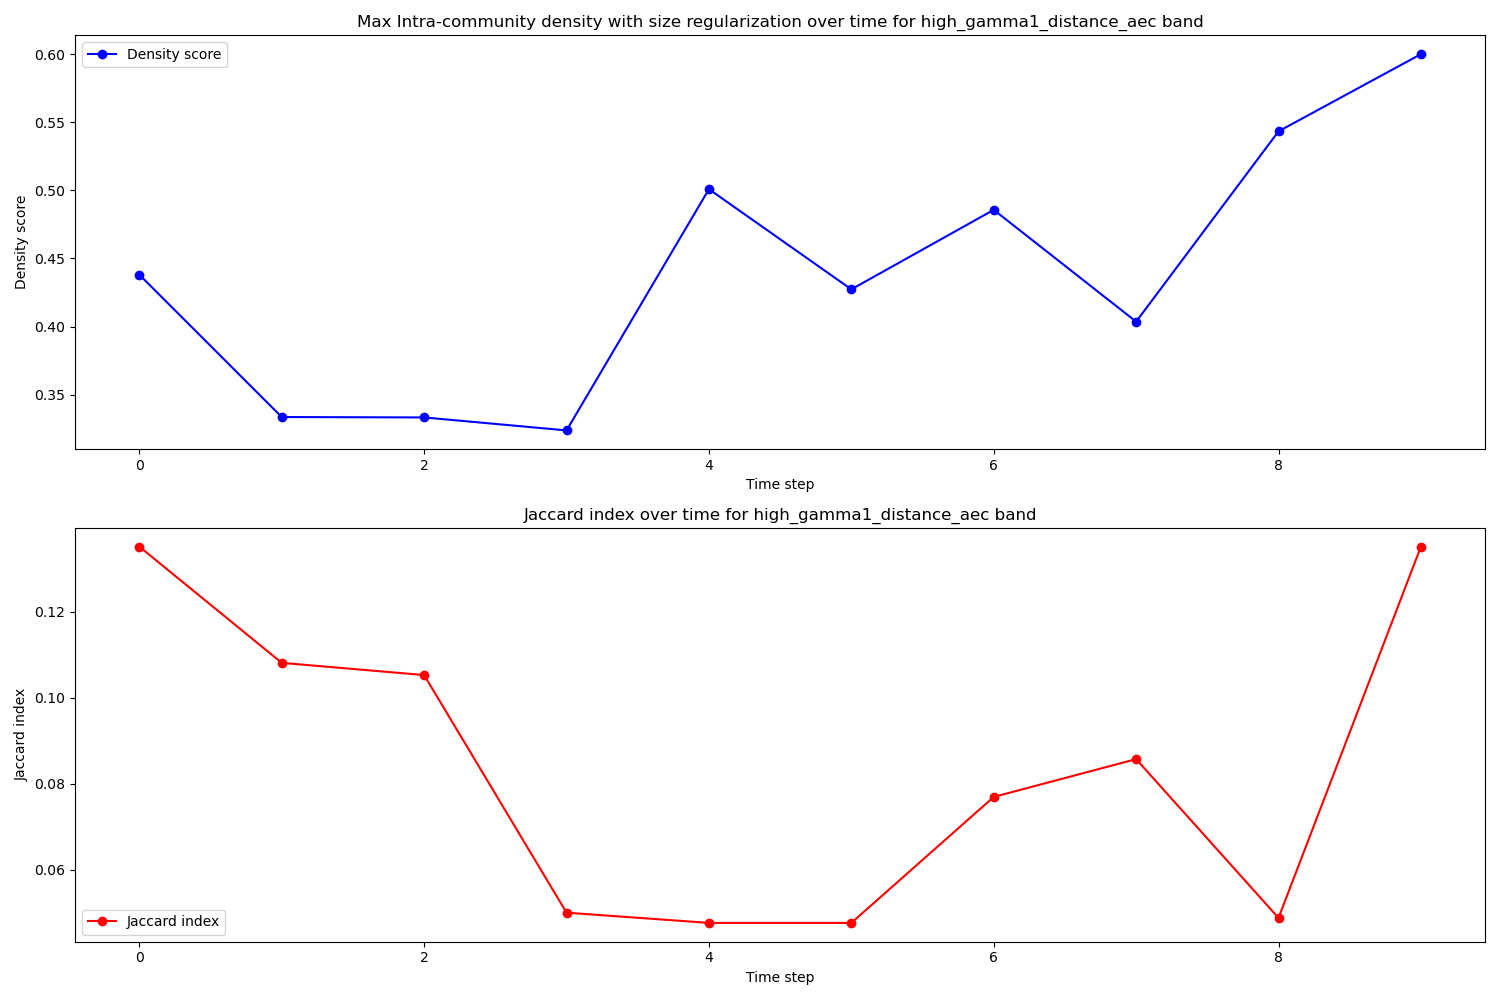 Max Intra-community density with size regularization over time for high_gamma1_distance_aec band
Density score
0.60
0.55
0.50
0.45
0.40
0.35
Density score
0 2 4 6 8
Time step
Jaccard index over time for high_gamma1_distance_aec band
0.12
0.10
0.08
0.06
Jaccard index
Jaccard index
0 2 4 6 8
Time step